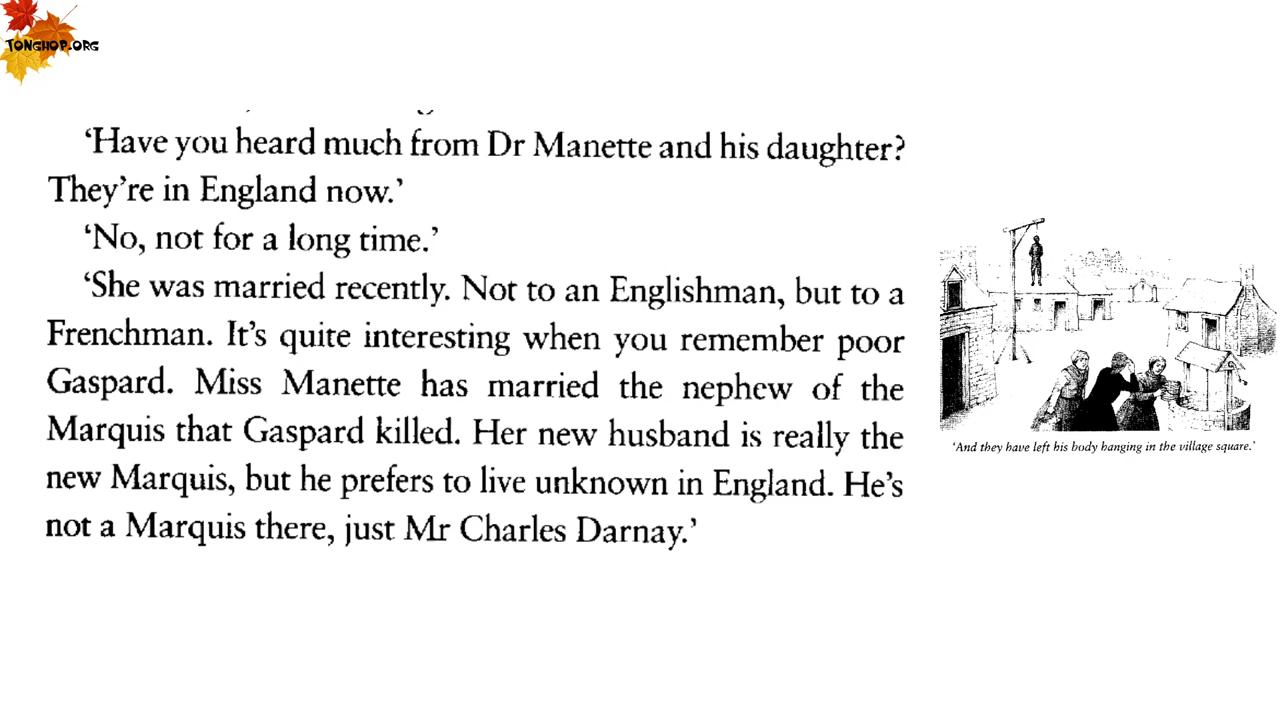 TONGHOP.ORG
‘Have you heard much from Dr Manette and his daughter?
They’re in England now.’
‘No, not for a long time.’
‘She was married recently. Not to an Englishman, but to a
Frenchman. It’s quite interesting when you remember poor
Gaspard. Miss Manette has married the nephew of the
Marquis that Gaspard killed. Her new husband is really the
new Marquis, but he prefers to live unknown in England. He’s
not a Marquis there, just Mr Charles Darnay.’
‘And they have left his body hanging in the village square.’